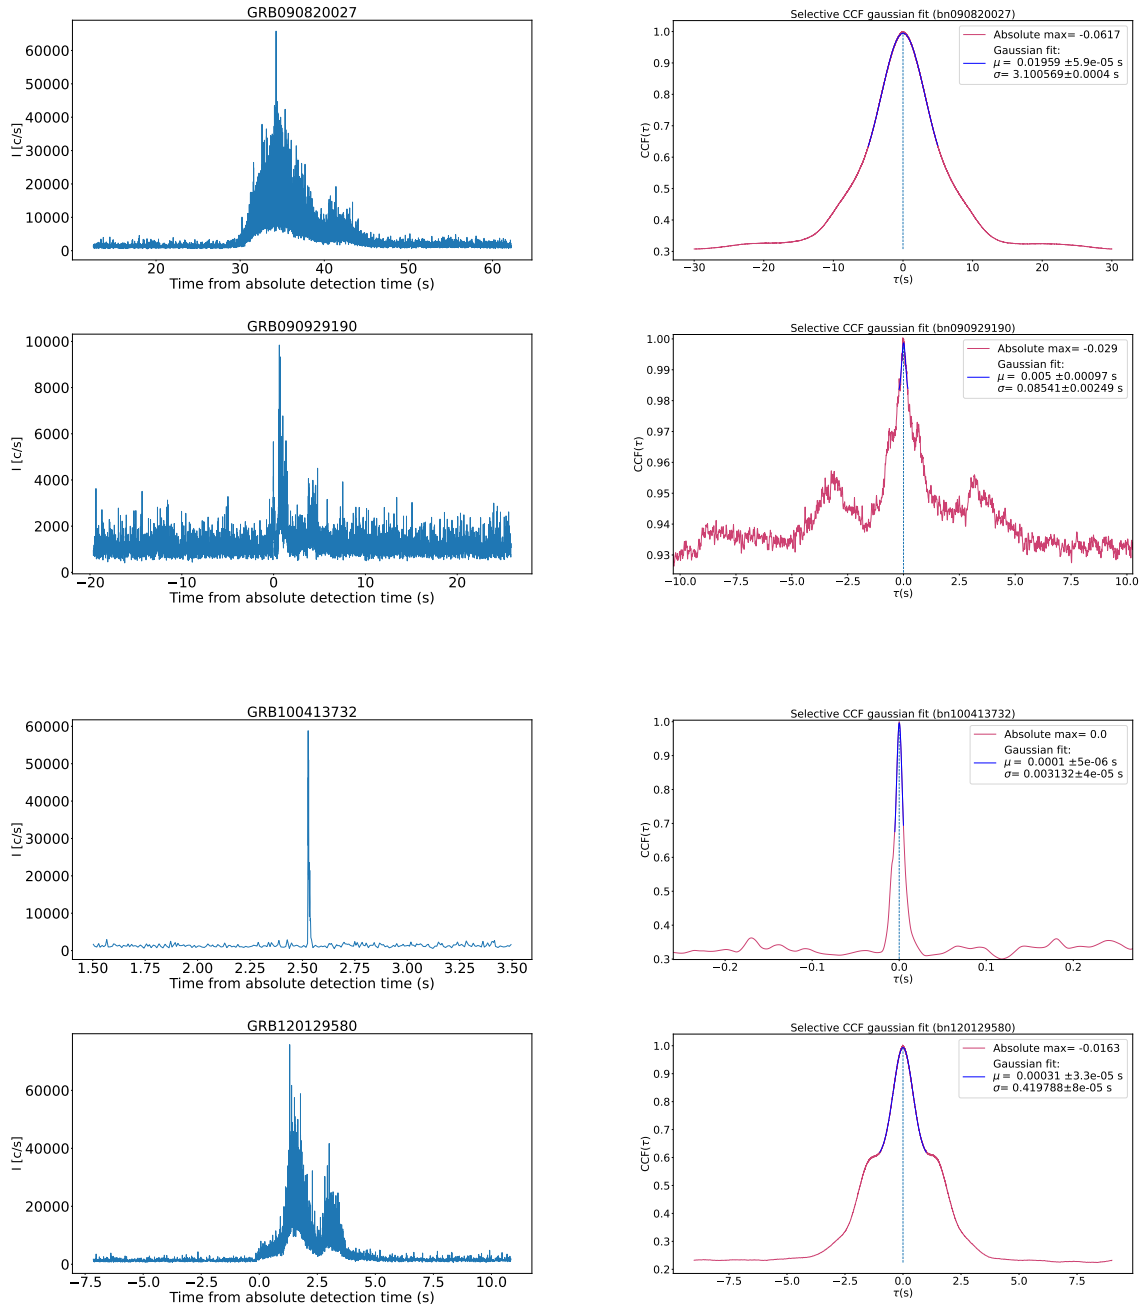 GRB090820027
60000
50000
40000
30000
20000
10000
0
I [c/s]
20 30 40 50 60
Time from absolute detection time (s)
Selective CCF gaussian fit (bn090820027)
Absolute max= -0.0617
Gaussian fit:
μ = 0.01959 ±5.9e-05 s
σ= 3.100569±0.0004 s
1.0
0.9
0.8
0.7
0.6
0.5
0.4
0.3
CCF(τ)
−30 −20 −10 0 10 20 30
τ(s)
GRB090929190
10000
8000
6000
4000
2000
0
I [c/s]
−20 −10 0 10 20
Time from absolute detection time (s)
Selective CCF gaussian fit (bn090929190)
Absolute max= -0.029
Gaussian fit:
μ = 0.005 ±0.00097 s
σ= 0.08541±0.00249 s
1.00
0.99
0.98
0.97
0.96
0.95
0.94
0.93
CCF(τ)
−10.0 −7.5 −5.0 −2.5 0.0 2.5 5.0 7.5 10.0
τ(s)
GRB100413732
60000
50000
40000
30000
20000
10000
0
I [c/s]
1.50 1.75 2.00 2.25 2.50 2.75 3.00 3.25 3.50
Time from absolute detection time (s)
Selective CCF gaussian fit (bn100413732)
Absolute max= 0.0
Gaussian fit:
μ = 0.0001 ±5e-06 s
σ= 0.003132±4e-05 s
1.0
0.9
0.8
0.7
0.6
0.5
0.4
0.3
CCF(τ)
−0.2 −0.1 0.0 0.1 0.2
τ(s)
GRB120129580
60000
40000
20000
0
I [c/s]
−7.5 −5.0 −2.5 0.0 2.5 5.0 7.5 10.0
Time from absolute detection time (s)
Selective CCF gaussian fit (bn120129580)
Absolute max= -0.0163
Gaussian fit:
μ = 0.00031 ±3.3e-05 s
σ= 0.419788±8e-05 s
1.0
0.9
0.8
0.7
0.6
0.5
0.4
0.3
0.2
CCF(τ)
−7.5 −5.0 −2.5 0.0 2.5 5.0 7.5
τ(s)